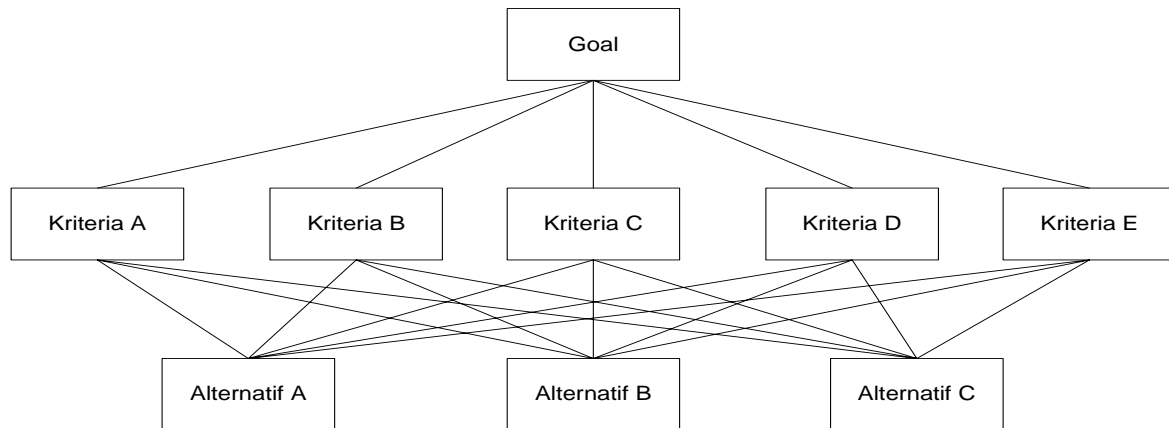 Goal
Kriteria A
Kriteria B
Kriteria C
Kriteria D
Kriteria E
Alternatif A
Alternatif B
Alternatif C